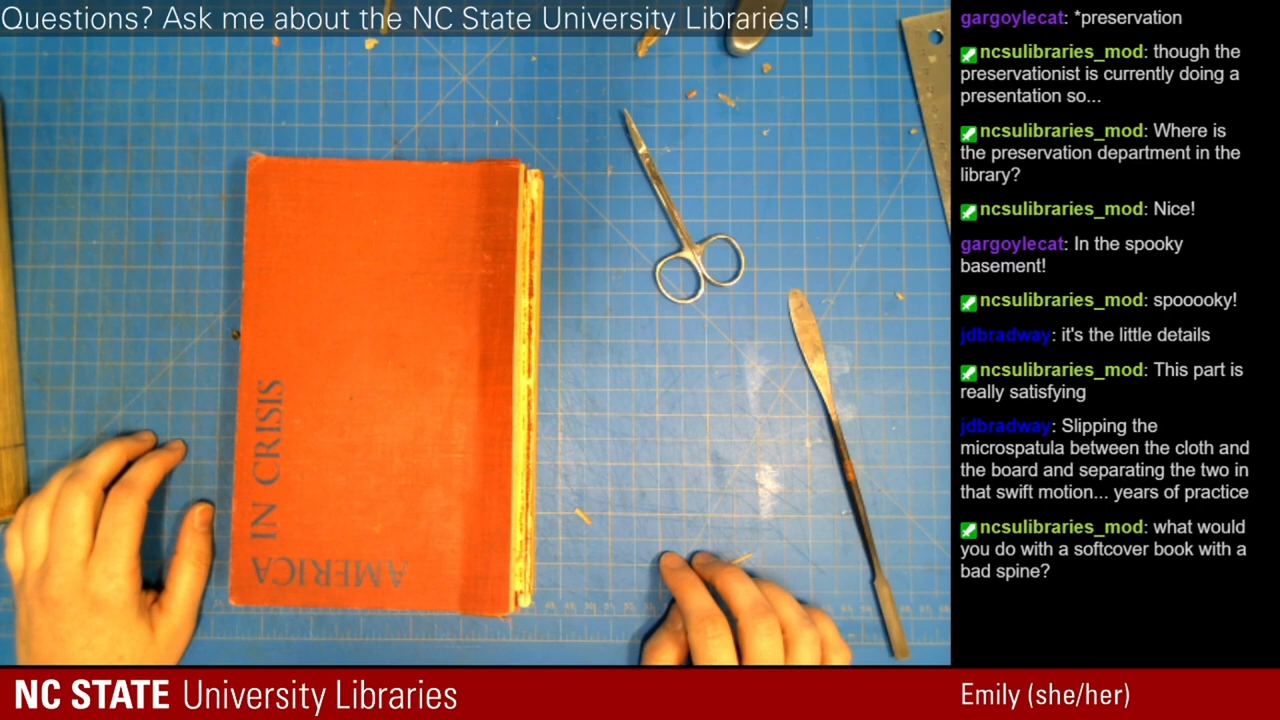 Questions? Ask me about the NC State University Libraries!
AMERICA
IN CRISIS
gargoylecat: *preservation
ncsulibraries_mod: though the
preservationist is currently doing a
presentation so...
ncsulibraries_mod: Where is
the preservation department in the
library?
ncsulibraries_mod: Nice!
gargoylecat: In the spooky
basement!
ncsulibraries_mod: spooooky!
jdbradway: it's the little details
ncsulibraries_mod: This part is
really satisfying
jdbradway: Slipping the
microspatula between the cloth and
the board and separating the two in
that swift motion... years of practice
ncsulibraries_mod: what would
you do with a softcover book with a
bad spine?
NC STATE University Libraries
Emily (she/her)